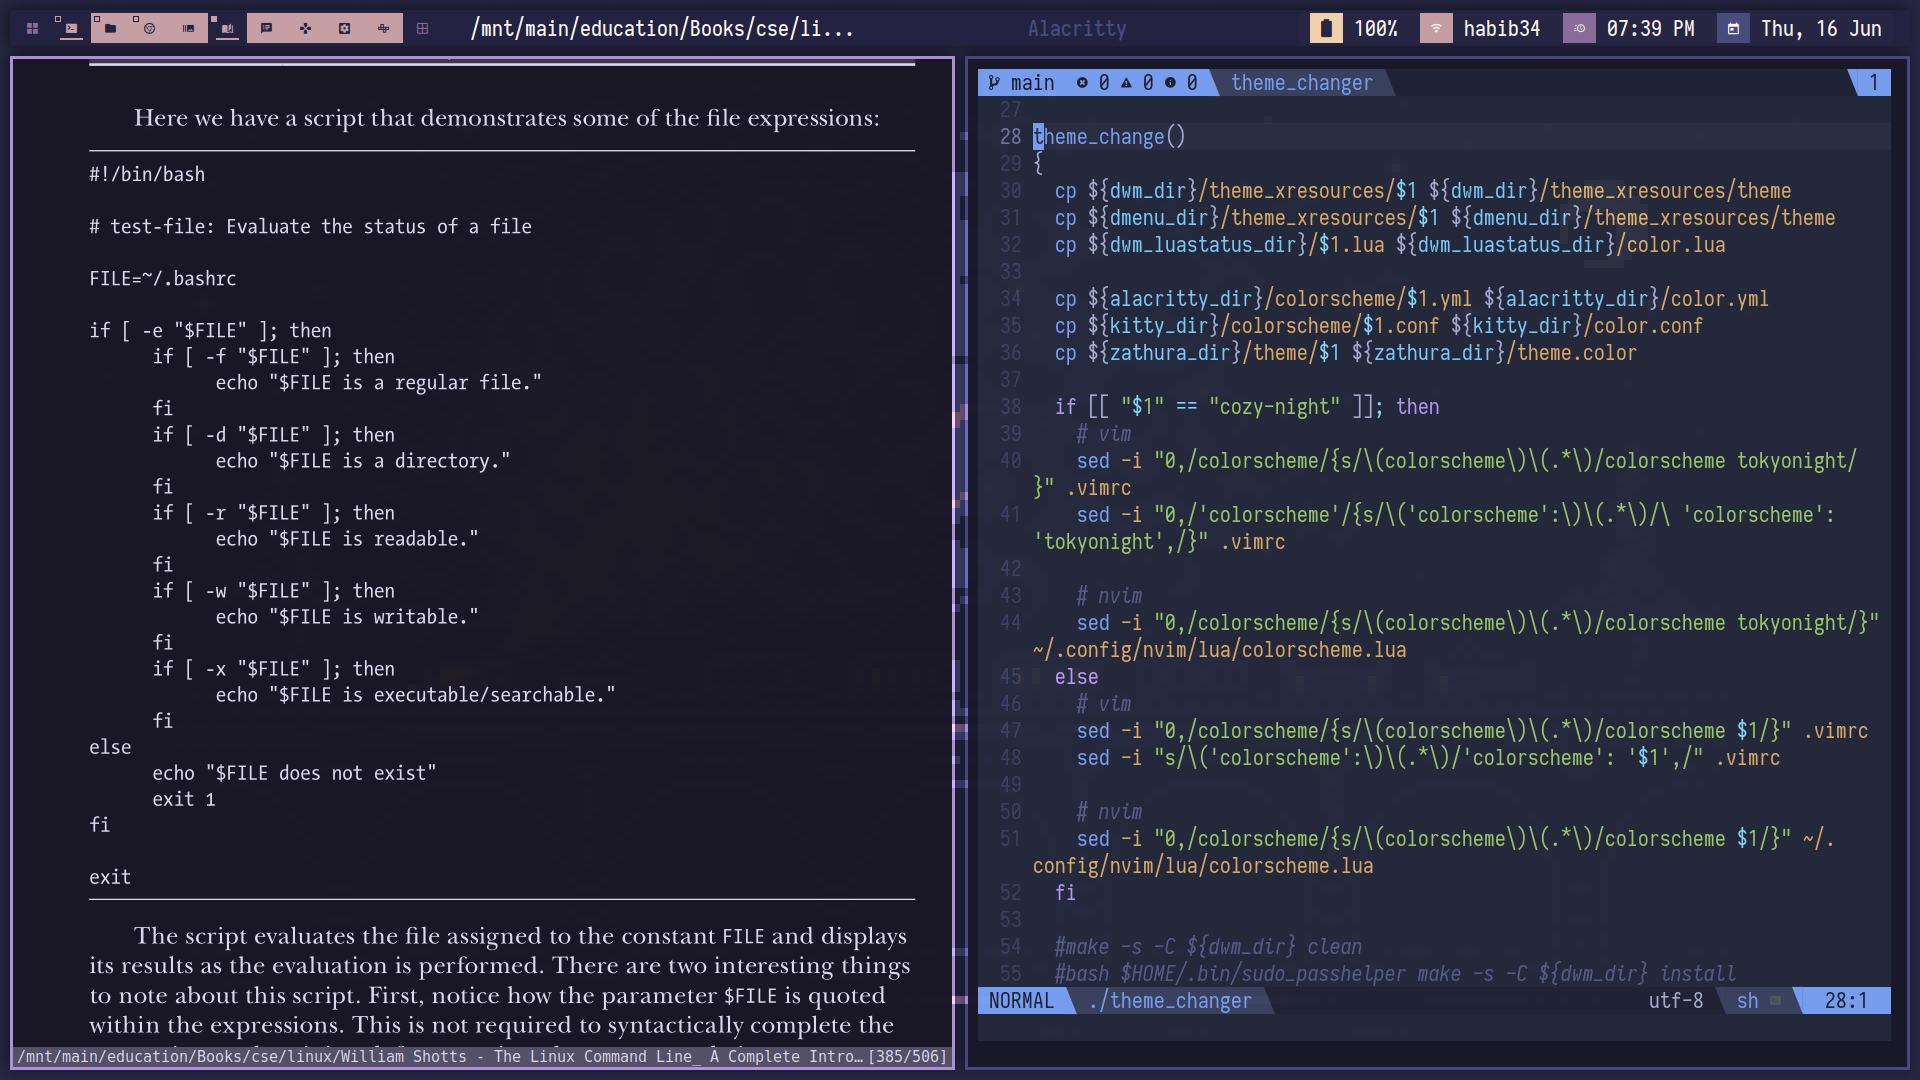 /mnt/main/education/Books/cse/li...
Alacritty
100%
habib34
07:39 PM
Thu, 16 Jun
Here we have a script that demonstrates some of the file expressions:
#!/bin/bash
# test-file: Evaluate the status of a file
FILE=~/.bashrc
if [ -e "$FILE" ]; then
if [ -f "$FILE" ]; then
echo "$FILE is a regular file."
fi
if [ -d "$FILE" ]; then
echo "$FILE is a directory."
fi
if [ -r "$FILE" ]; then
echo "$FILE is readable."
fi
if [ -w "$FILE" ]; then
echo "$FILE is writable."
fi
if [ -x "$FILE" ]; then
echo "$FILE is executable/searchable."
fi
else
echo "$FILE does not exist"
exit 1
fi
exit
The script evaluates the file assigned to the constant FILE and displays
its results as the evaluation is performed. There are two interesting things
to note about this script. First, notice how the parameter $FILE is quoted
within the expressions. This is not required to syntactically complete the
/mnt/main/education/Books/cse/linux/William Shotts - The Linux Command Line_ A Complete Intro… [385/506]
main 0 0 0 theme_changer 1
27
28 theme_change()
29 {
30 cp ${dwm_dir}/theme_xresources/$1 ${dwm_dir}/theme_xresources/theme
31 cp ${dmenu_dir}/theme_xresources/$1 ${dmenu_dir}/theme_xresources/theme
32 cp ${dwm_luastatus_dir}/$1.lua ${dwm_luastatus_dir}/color.lua
33
34 cp ${alacritty_dir}/colorscheme/$1.yml ${alacritty_dir}/color.yml
35 cp ${kitty_dir}/colorscheme/$1.conf ${kitty_dir}/color.conf
36 cp ${zathura_dir}/theme/$1 ${zathura_dir}/theme.color
37
38 if [[ "$1" == "cozy-night" ]]; then
39 # vim
40 sed -i "0,/colorscheme/{s/\(colorscheme\)\(.*\)/colorscheme tokyonight/
}" .vimrc
41 sed -i "0,/'colorscheme'/{s/\('colorscheme':\)\(.*\)/\ 'colorscheme':
'tokyonight',/}" .vimrc
42
43 # nvim
44 sed -i "0,/colorscheme/{s/\(colorscheme\)\(.*\)/colorscheme tokyonight/}"
~/.config/nvim/lua/colorscheme.lua
45 else
46 # vim
47 sed -i "0,/colorscheme/{s/\(colorscheme\)\(.*\)/colorscheme $1/}" .vimrc
48 sed -i "s/\('colorscheme':\)\(.*\)/'colorscheme': '$1',/" .vimrc
49
50 # nvim
51 sed -i "0,/colorscheme/{s/\(colorscheme\)\(.*\)/colorscheme $1/}" ~/.
config/nvim/lua/colorscheme.lua
52 fi
53
54 #make -s -C ${dwm_dir} clean
55 #bash $HOME/.bin/sudo_passhelper make -s -C ${dwm_dir} install
NORMAL ./theme_changer utf-8 sh 28:1